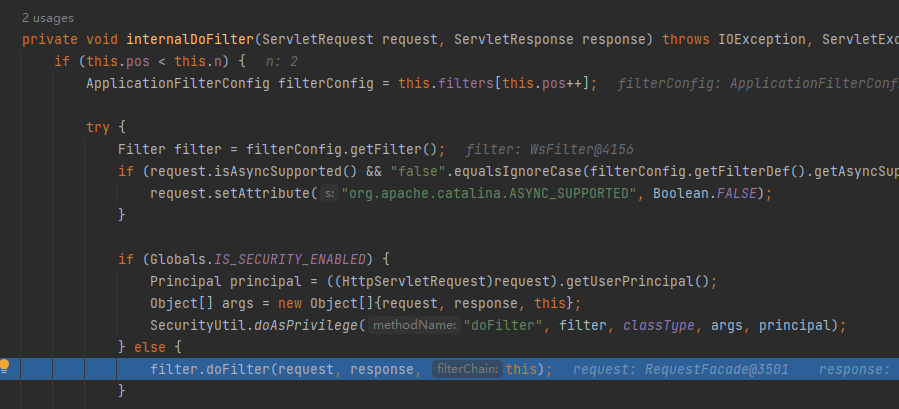 2 usages
private void internalDoFilter(ServletRequest request, ServletResponse response) throws IOException, ServletExc
if (this.pos < this.n) {   n: 2
ApplicationFilterConfig filterConfig = this.filters[this.pos++];   filterConfig: ApplicationFilterConf
try {
Filter filter = filterConfig.getFilter();   filter: WsFilter@4156
if (request.isAsyncSupported() && "false".equalsIgnoreCase(filterConfig.getFilterDef().getAsyncSup
request.setAttribute( s: "org.apache.catalina.ASYNC_SUPPORTED", Boolean.FALSE);
}
if (Globals.IS_SECURITY_ENABLED) {
Principal principal = ((HttpServletRequest)request).getUserPrincipal();
Object[] args = new Object[]{request, response, this};
SecurityUtil.doAsPrivilege( methodName: "doFilter", filter, classType, args, principal);
} else {
filter.doFilter(request, response, filterChain: this);   request: RequestFacade@3501   response:
}